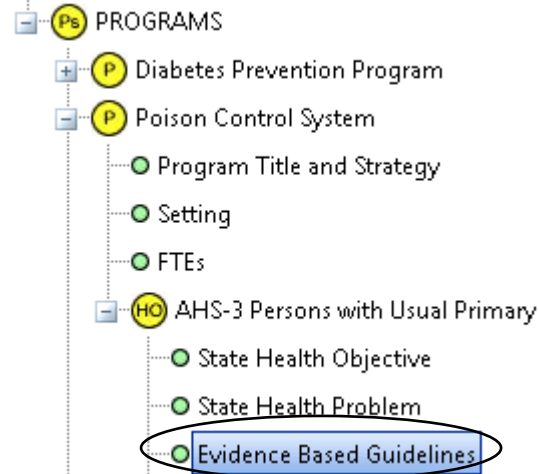 Ps PROGRAMS
P Diabetes Prevention Program
P Poison Control System
Program Title and Strategy
Setting
FTEs
HO AHS-3 Persons with Usual Primary
State Health Objective
State Health Problem
Evidence Based Guidelines